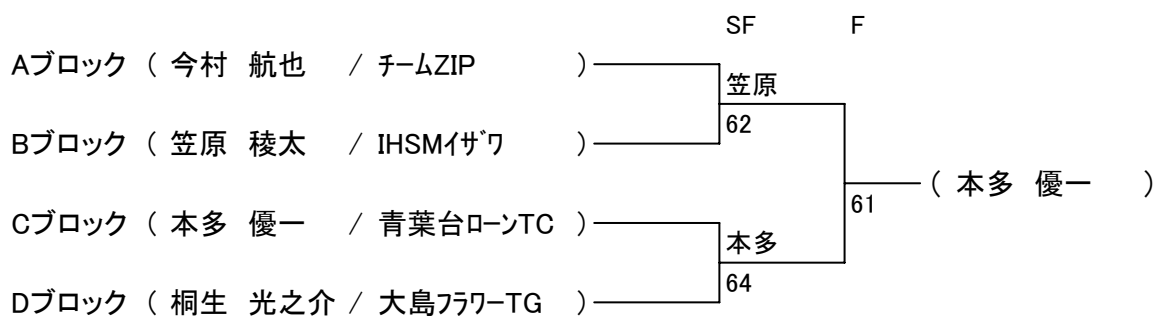 SF F
Aブロック ( 今村 航也 / ﾁｰﾑZIP )
笠原
62
Bブロック ( 笠原 稜太 / IHSMｲｻﾞﾜ )
( 本多 優一 )
61
Cブロック ( 本多 優一 / 青葉台ﾛｰﾝTC )
本多
64
Dブロック ( 桐生 光之介 / 大島ﾌﾗﾜｰTG )